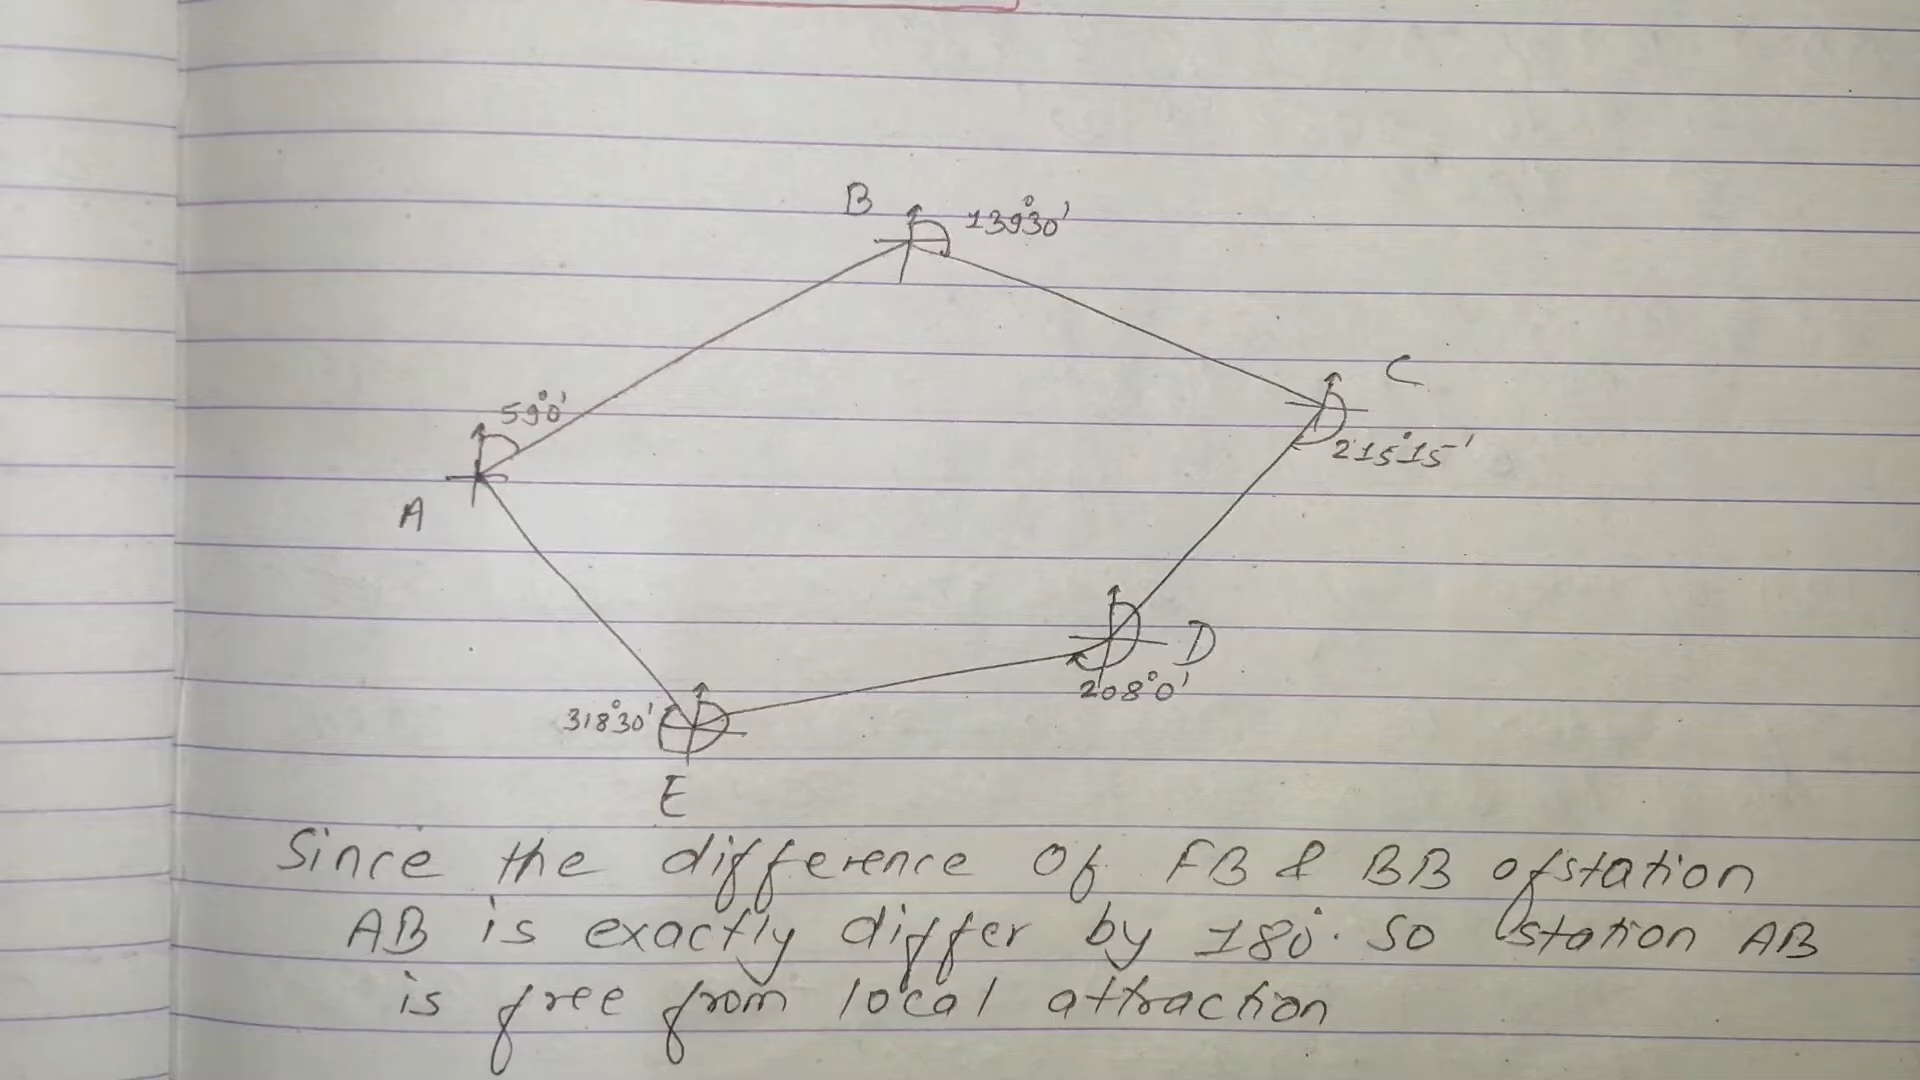 B
139°30'
C
59°0'
215°15'
A
D
208°0'
318°30'
E
Since the difference of FB & BB of station
AB is exactly differ by 180°. so station AB
is free from local attraction